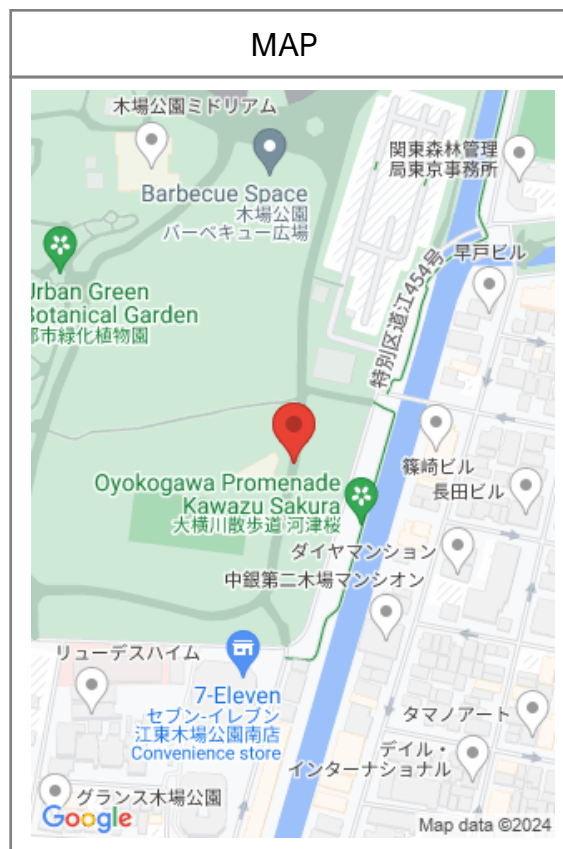 MAP
木場公園ミドリアム
関東森林管理
局東京事務所
Barbecue Space
木場公園
バーベキュー広場
特別区道江454号
早戸ビル
Urban Green
Botanical Garden
都市緑化植物園
篠崎ビル
Oyokogawa Promenade
Kawazu Sakura
大横川散歩道 河津桜
長田ビル
ダイヤマンション
中銀第二木場マンシオン
リューデスハイム
7-Eleven
セブン-イレブン
江東木場公園南店
Convenience store
タマノアート
デイル・
インターナショナル
グランス木場公園
Google
Map data ©2024